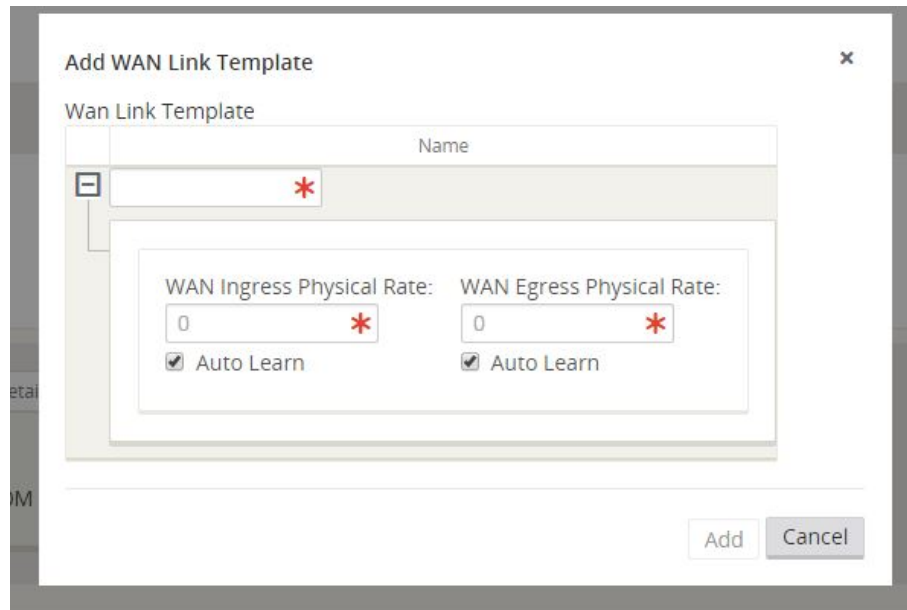 Add WAN Link Template ×
Wan Link Template
Name
WAN Ingress Physical Rate: WAN Egress Physical Rate:
0 0
Auto Learn Auto Learn
etai
Add Cancel